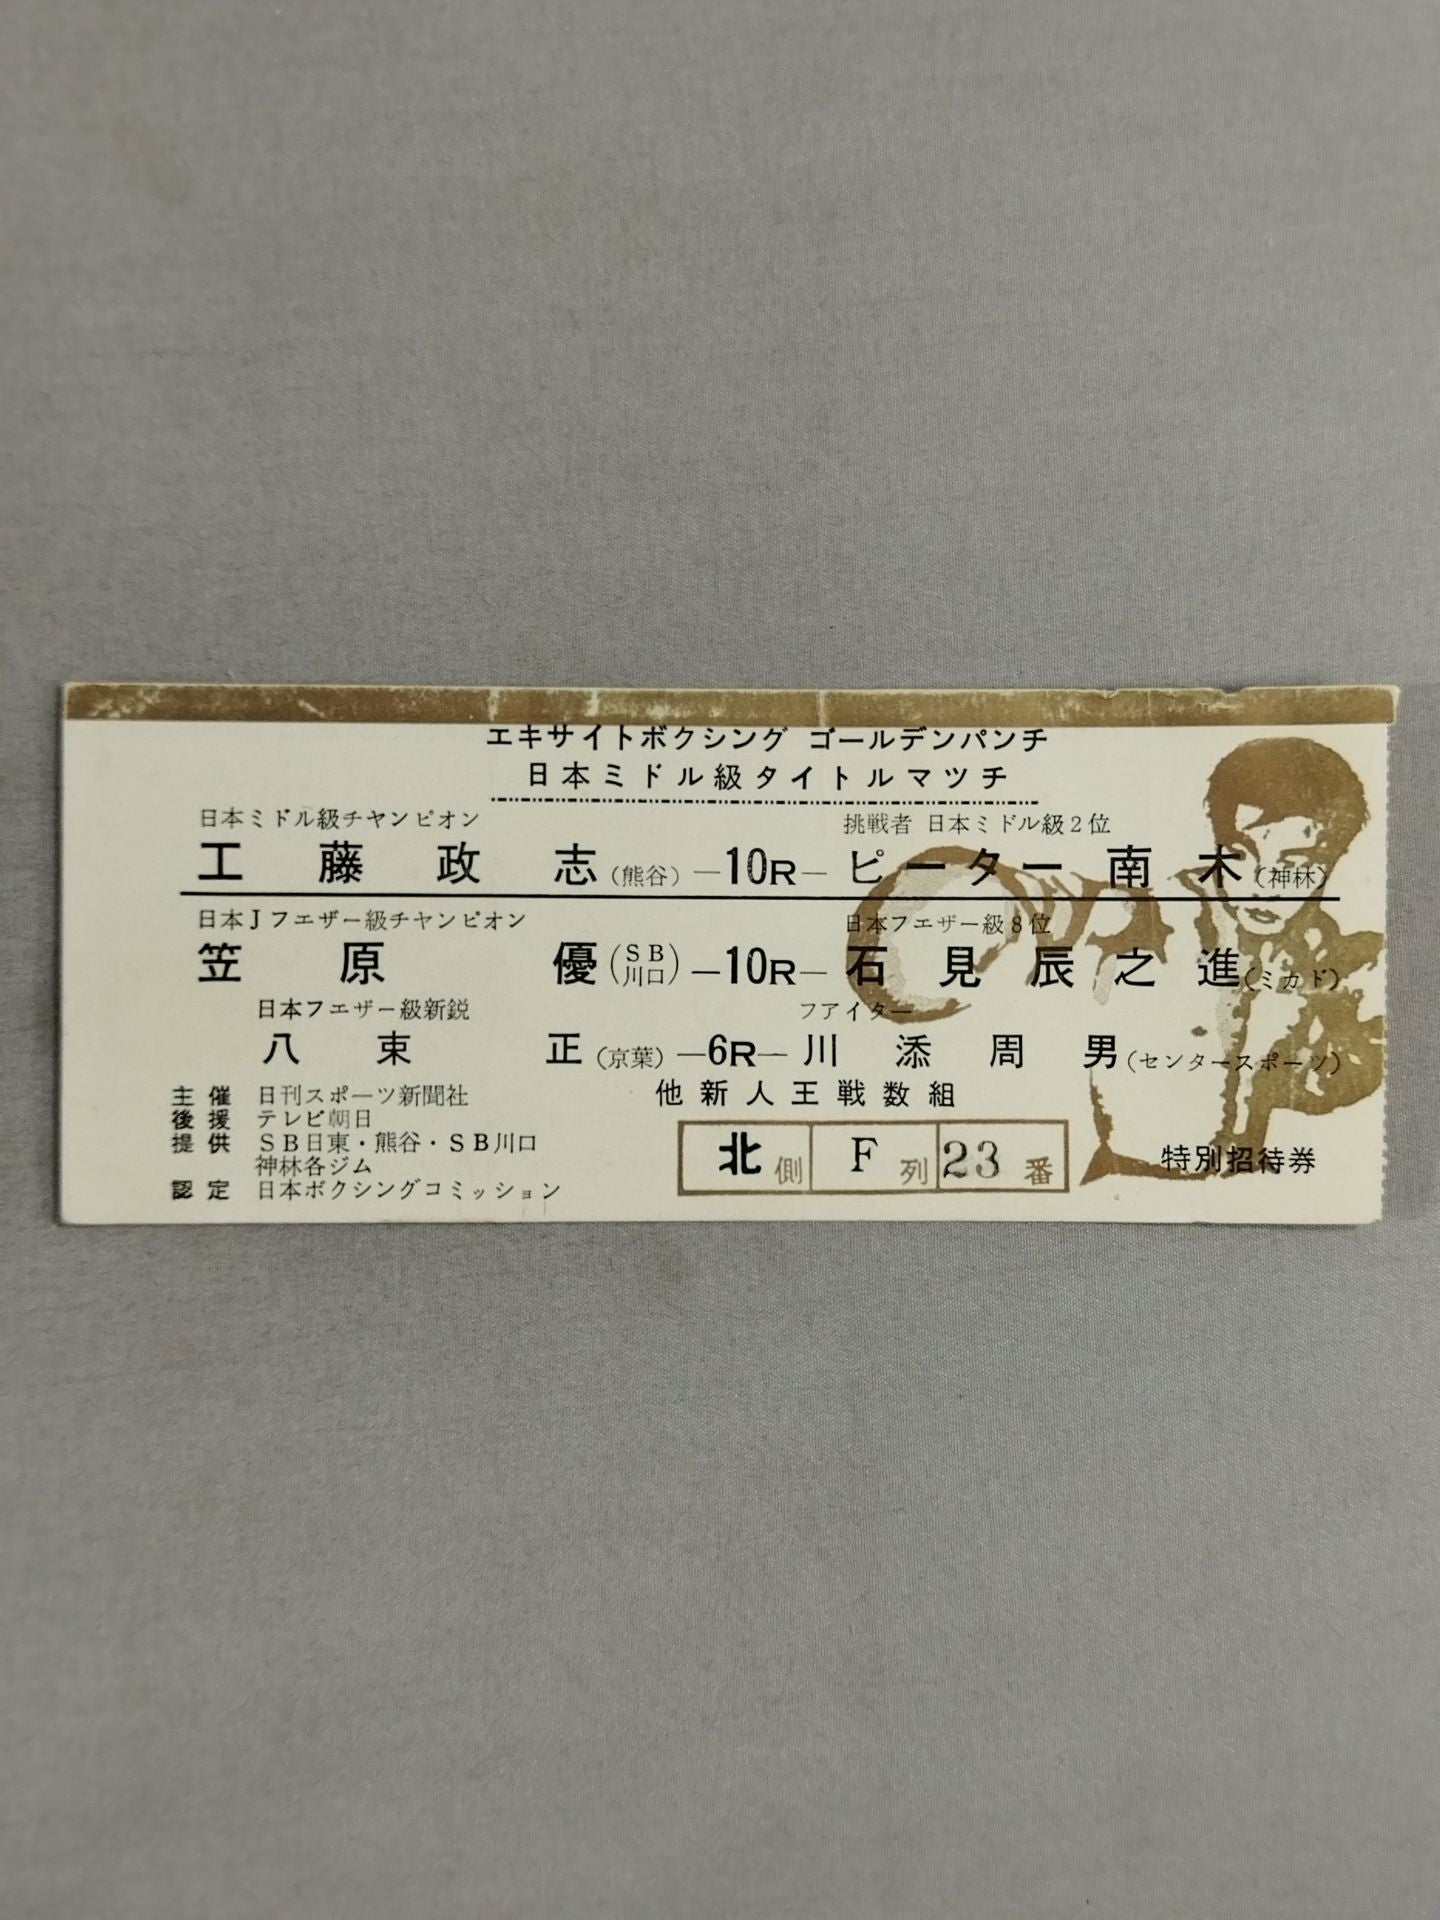 エキサイトボクシング ゴールデンパンチ
日本ミドル級タイトルマツチ
日本ミドル級チヤンピオン 挑戦者 日本ミドル級2位
工藤政志(熊谷)―10R―ピーター南木(神林)
日本Jフエザー級チヤンピオン 日本フエザー級8位
笠原優(SB川口)―10R―石見辰之進(ミカド)
日本フエザー級新鋭 フアイター
八束正(京葉)―6R―川添周男(センタースポーツ)
他新人王戦数組
主催 日刊スポーツ新聞社
後援 テレビ朝日
提供 SB日東・熊谷・SB川口
神林各ジム
認定 日本ボクシングコミッション
北側 F列 23番
特別招待券